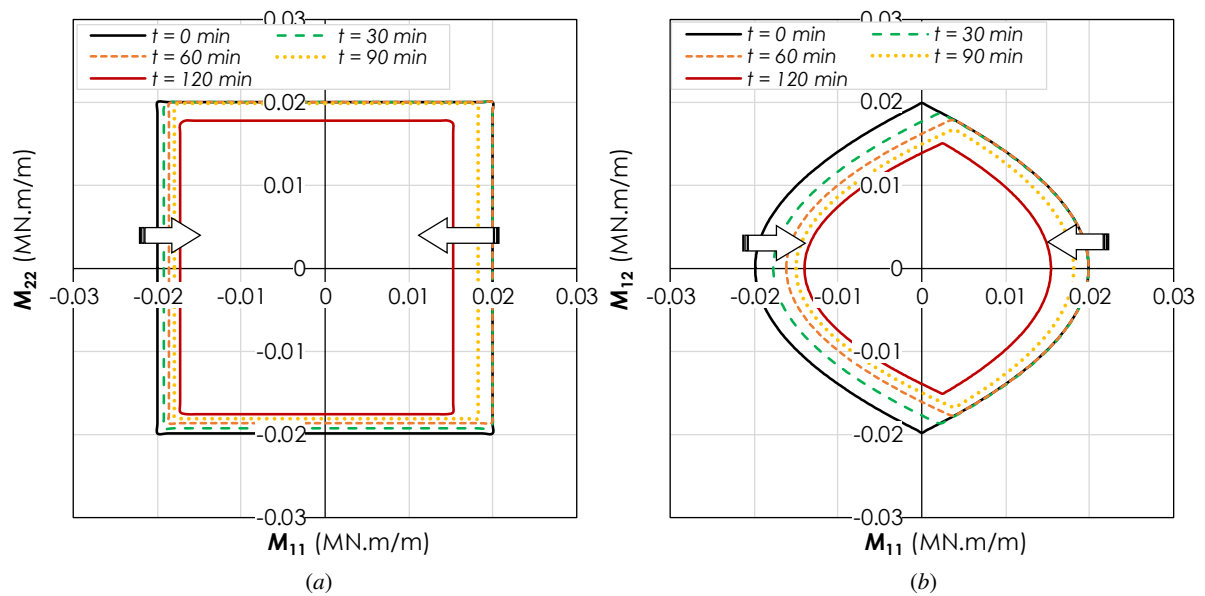 0.03
t = 0 min
t = 30 min
t = 60 min
t = 90 min
t = 120 min
0.02
0.01
0
-0.03
-0.02
-0.01
0
0.01
0.02
0.03
-0.01
-0.02
-0.03
M22 (MN.m/m)
M11 (MN.m/m)
(a)
0.03
t = 0 min
t = 30 min
t = 60 min
t = 90 min
t = 120 min
0.02
0.01
0
-0.03
-0.02
-0.01
0
0.01
0.02
0.03
-0.01
-0.02
-0.03
M12 (MN.m/m)
M11 (MN.m/m)
(b)